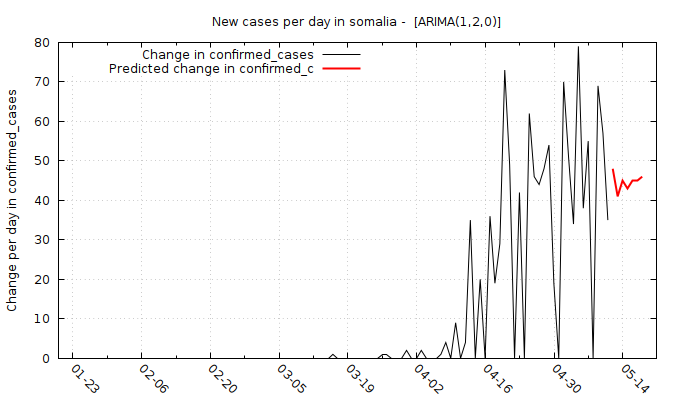 New cases per day in somalia -  [ARIMA(1,2,0)]
Change in confirmed_cases
Predicted change in confirmed_c
Change per day in confirmed_cases
80
70
60
50
40
30
20
10
0
01-23 02-06 02-20 03-05 03-19 04-02 04-16 04-30 05-14